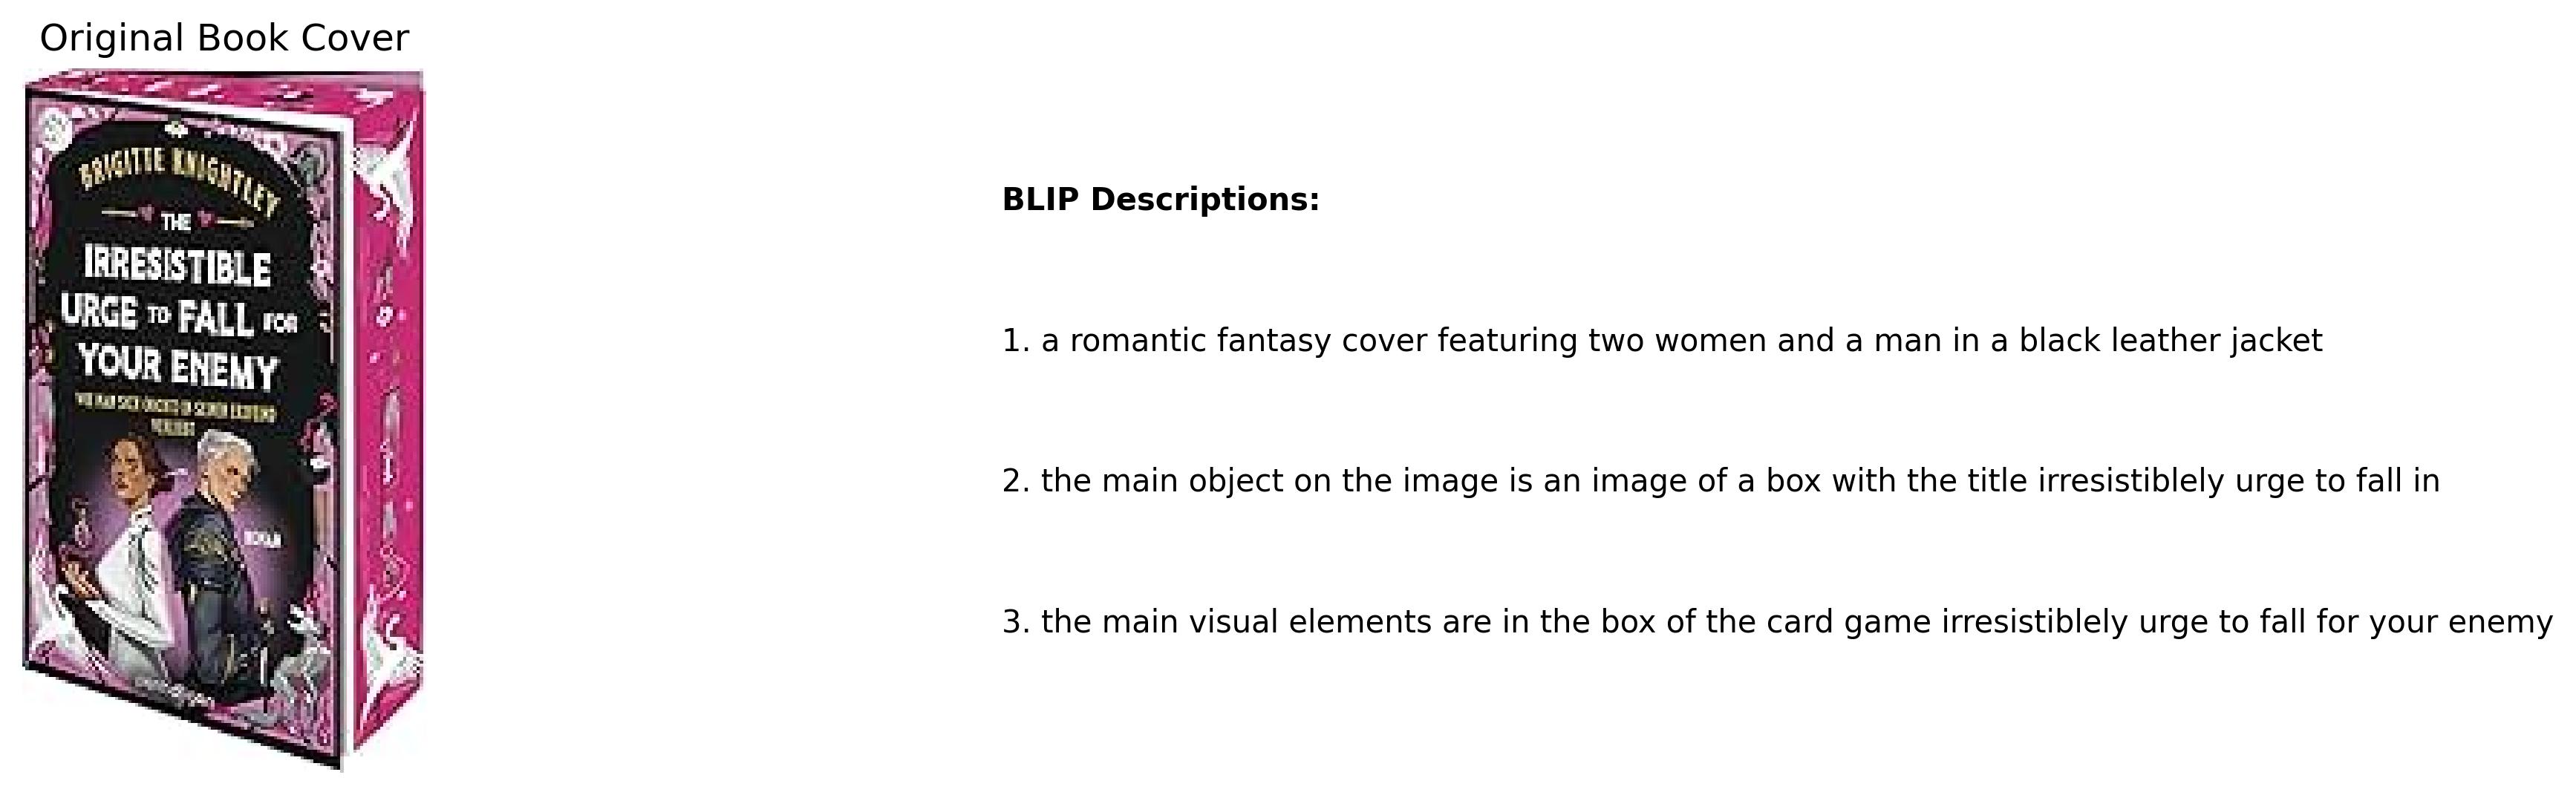 Original Book Cover
BRIGITTE KNIGHTLEY
THE
IRRESISTIBLE
URGE TO FALL FOR
YOUR ENEMY
ROMAN
BLIP Descriptions:
1. a romantic fantasy cover featuring two women and a man in a black leather jacket
2. the main object on the image is an image of a box with the title irresistiblely urge to fall in
3. the main visual elements are in the box of the card game irresistiblely urge to fall for your enemy